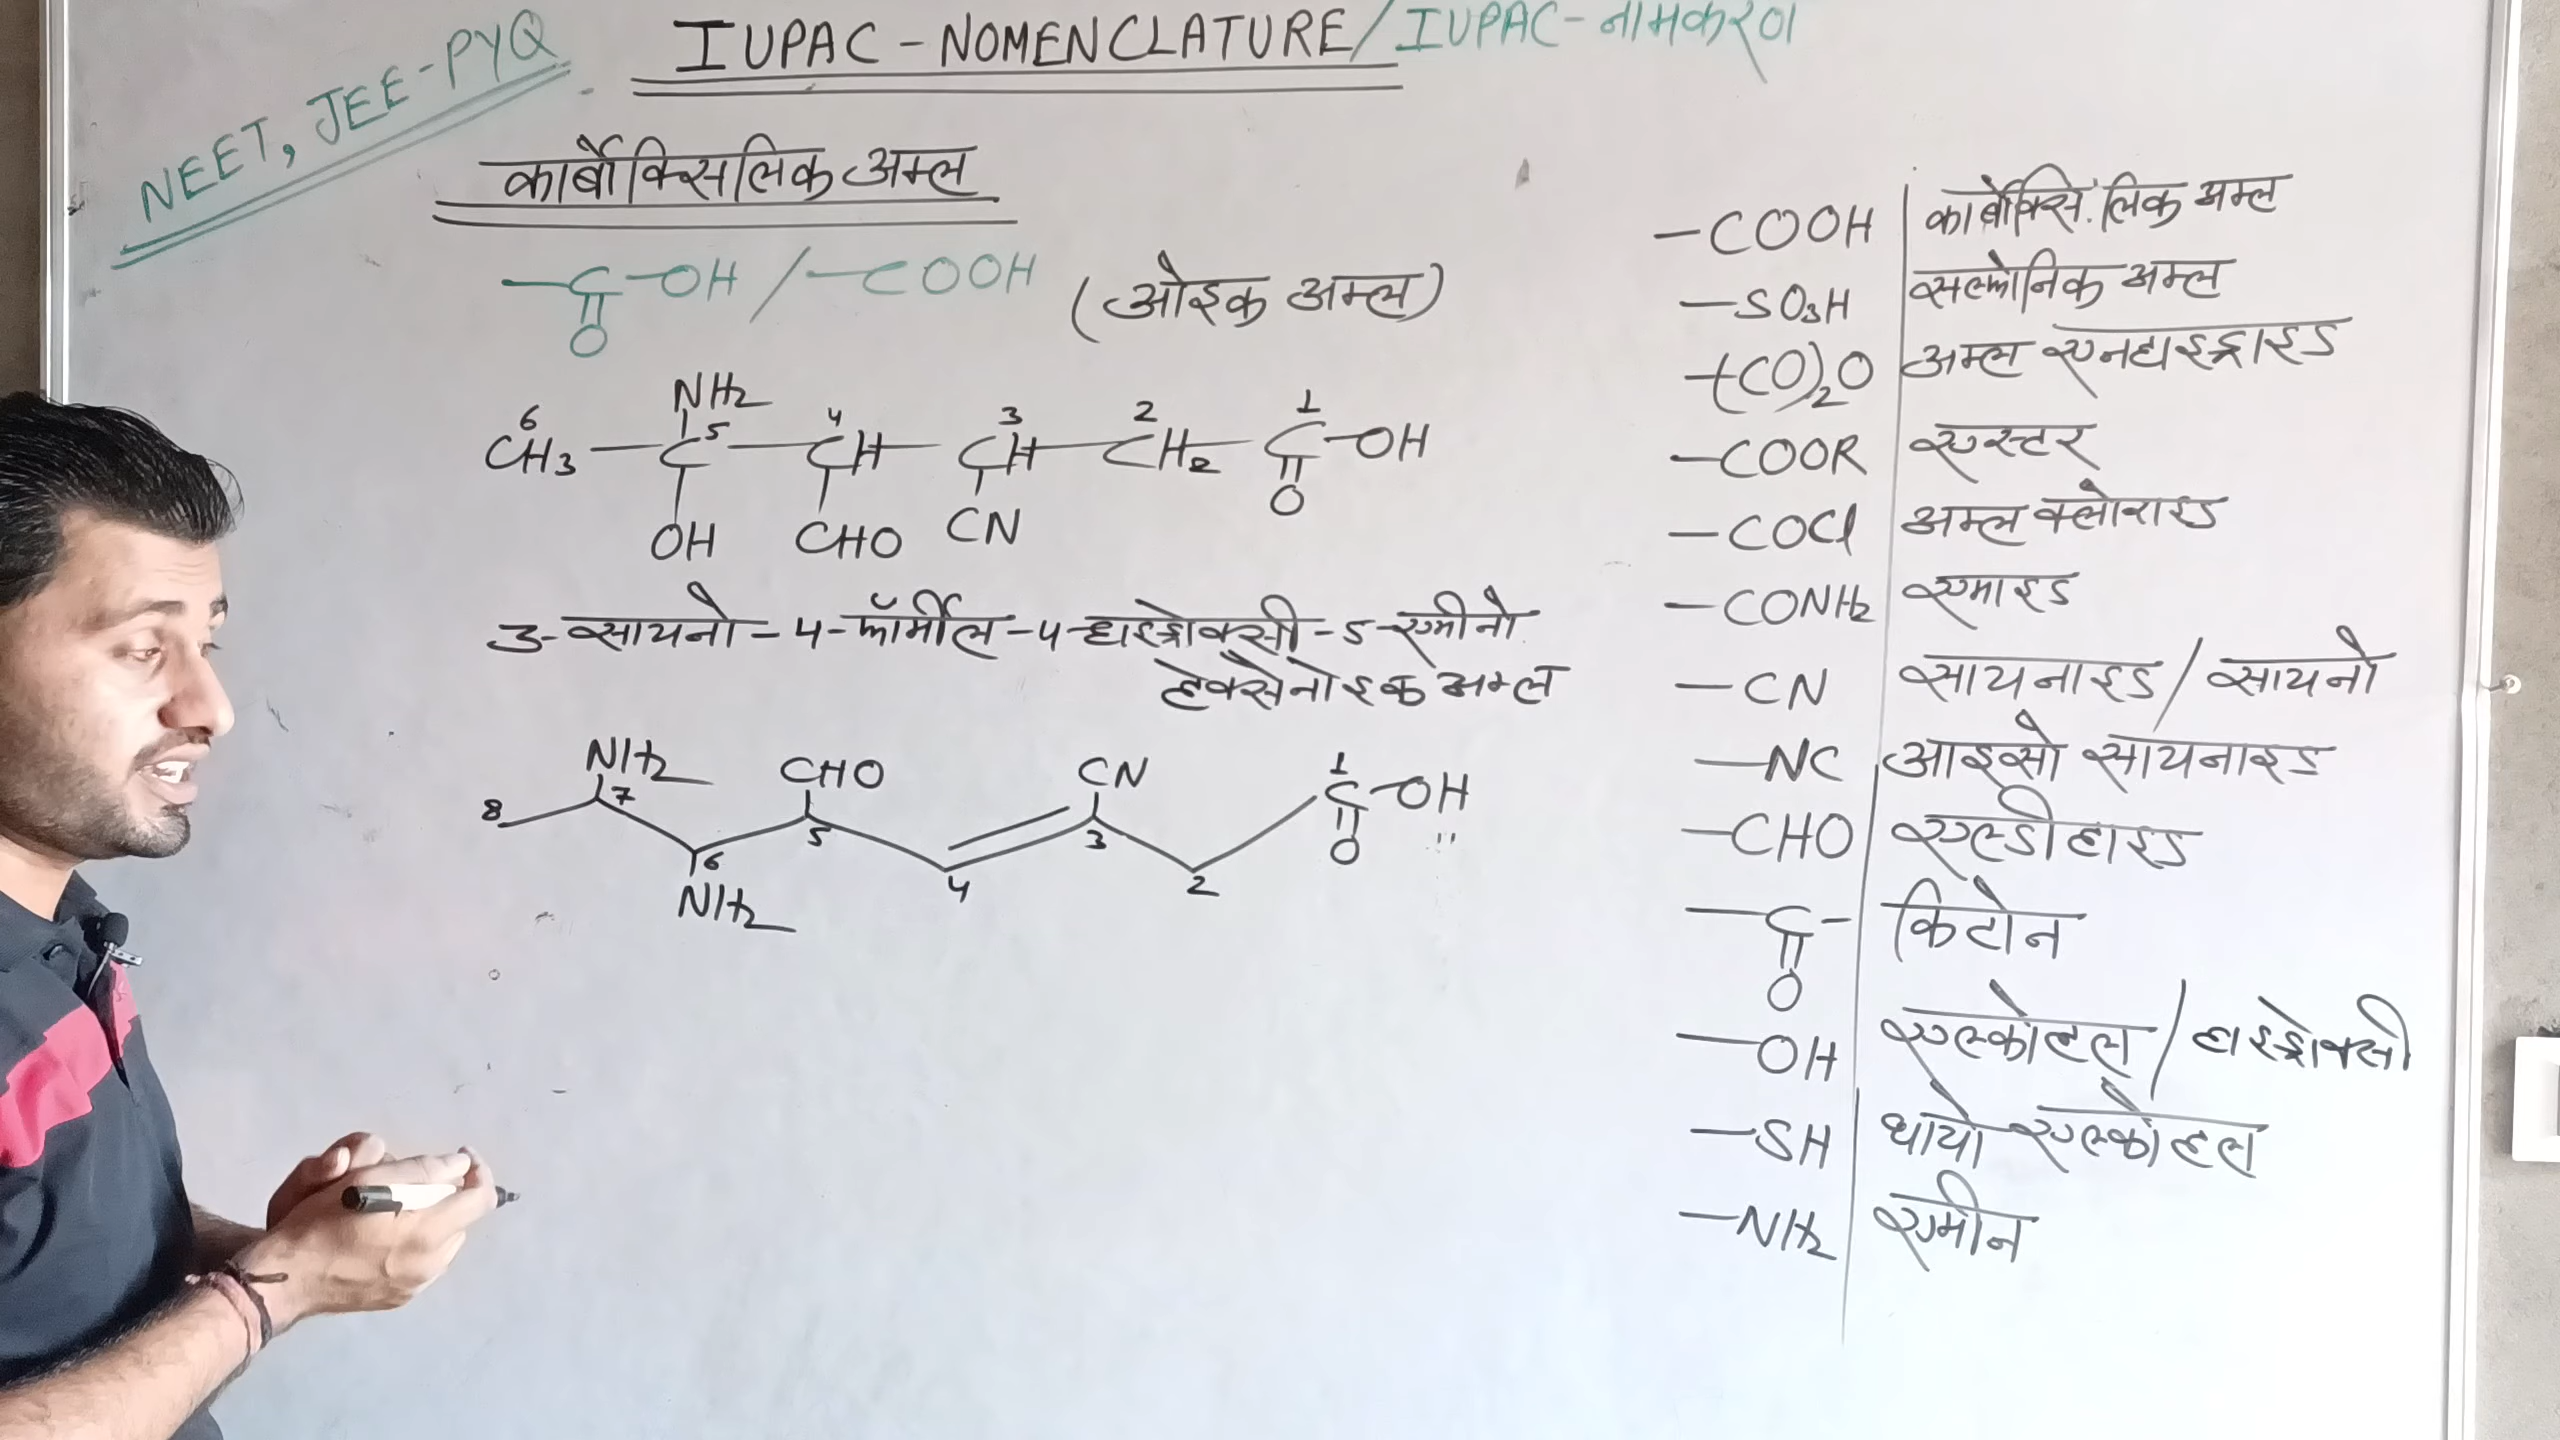 NEET, JEE-PYQ
IUPAC-NOMENCLATURE/IUPAC-नामकरण
कार्बोक्सिलिक अम्ल
—C—OH / —COOH (ओइक अम्ल)
O
NH₂
6 5 4 3 2 1
CH₃—C—CH—CH—CH₂—C—OH
OH CHO CN O
3-सायनो-4-फॉर्मील-4-हाइड्रोक्सी-5-एमीनो
हेक्सेनोइक अम्ल
NH₂ CHO CN 1
8 7 C-OH
6 5 3 O
NH₂ 4 2
—COOH कार्बोक्सिलिक अम्ल
—SO₃H सल्फोनिक अम्ल
-(CO)₂O अम्ल एनहाइड्राइड
—COOR एस्टर
—COCl अम्ल क्लोराइड
—CONH₂ एमाइड
—CN सायनाइड/सायनो
—NC आइसो सायनाइड
—CHO एल्डीहाइड
—C- किटोन
O
—OH एल्कोहल/हाइड्रोक्सी
—SH थायो एल्कोहल
—NH₂ एमीन